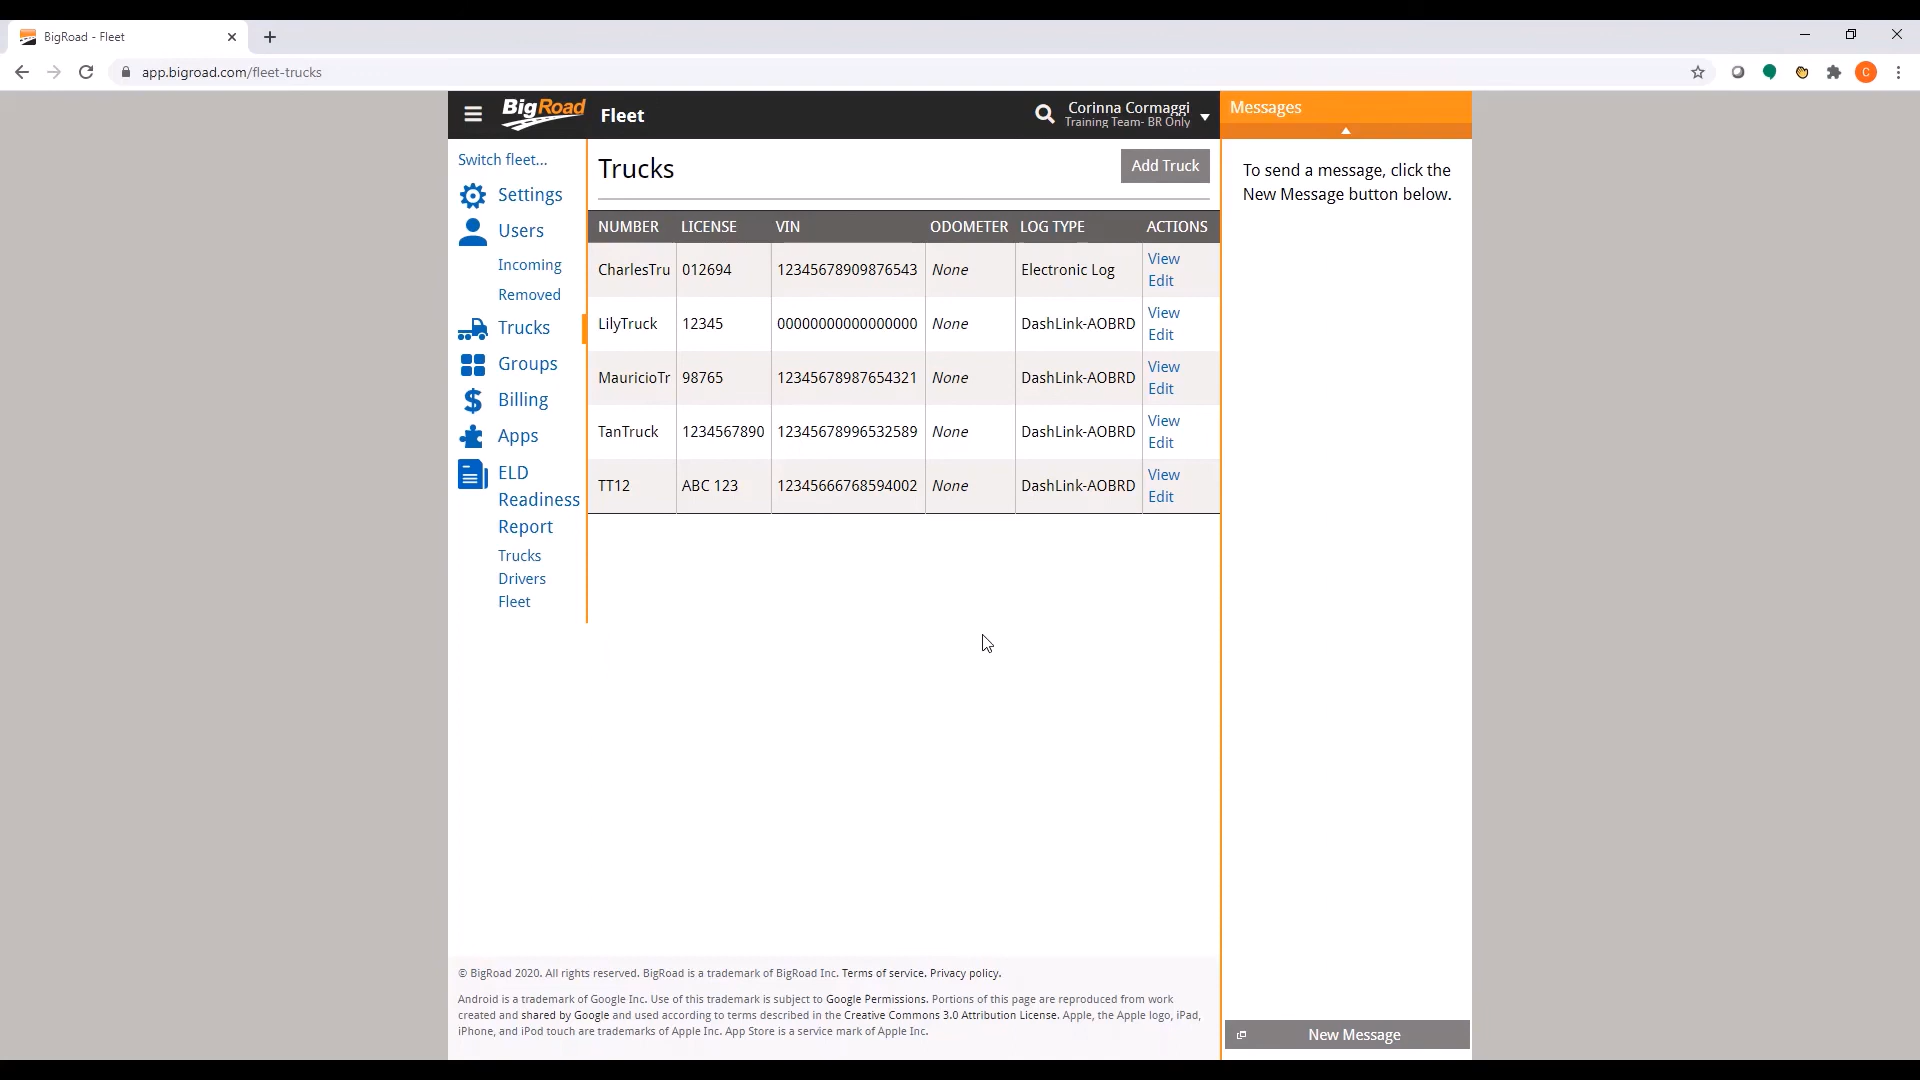 BigRoad - Fleet
app.bigroad.com/fleet-trucks
C
BigRoad
Fleet
Corinna Cormaggi
Training Team- BR Only
Messages
Switch fleet...
Settings
Users
Incoming
Removed
Trucks
Groups
Billing
Apps
ELD
Readiness
Report
Trucks
Drivers
Fleet
Trucks
Add Truck
NUMBER LICENSE VIN ODOMETER LOG TYPE ACTIONS
CharlesTru 012694 12345678909876543 None Electronic Log View
Edit
LilyTruck 12345 00000000000000000 None DashLink-AOBRD View
Edit
MauricioTr 98765 12345678987654321 None DashLink-AOBRD View
Edit
TanTruck 1234567890 12345678996532589 None DashLink-AOBRD View
Edit
TT12 ABC 123 12345666768594002 None DashLink-AOBRD View
Edit
To send a message, click the
New Message button below.
© BigRoad 2020. All rights reserved. BigRoad is a trademark of BigRoad Inc. Terms of service. Privacy policy.
Android is a trademark of Google Inc. Use of this trademark is subject to Google Permissions. Portions of this page are reproduced from work
created and shared by Google and used according to terms described in the Creative Commons 3.0 Attribution License. Apple, the Apple logo, iPad,
iPhone, and iPod touch are trademarks of Apple Inc. App Store is a service mark of Apple Inc.
New Message